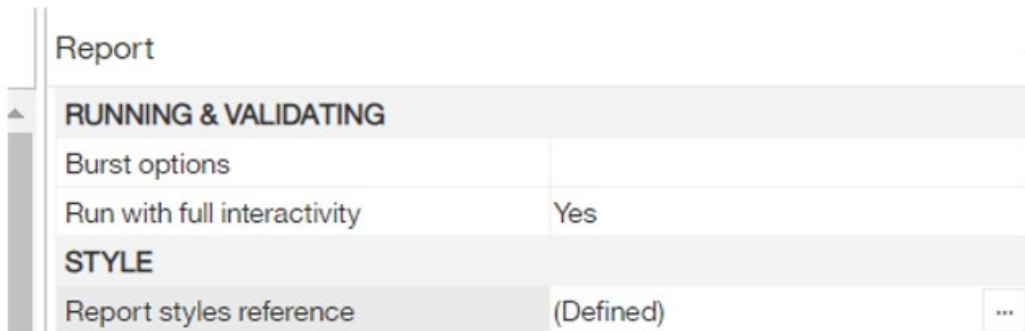 Report
RUNNING & VALIDATING
Burst options
Run with full interactivity Yes
STYLE
Report styles reference (Defined) ...